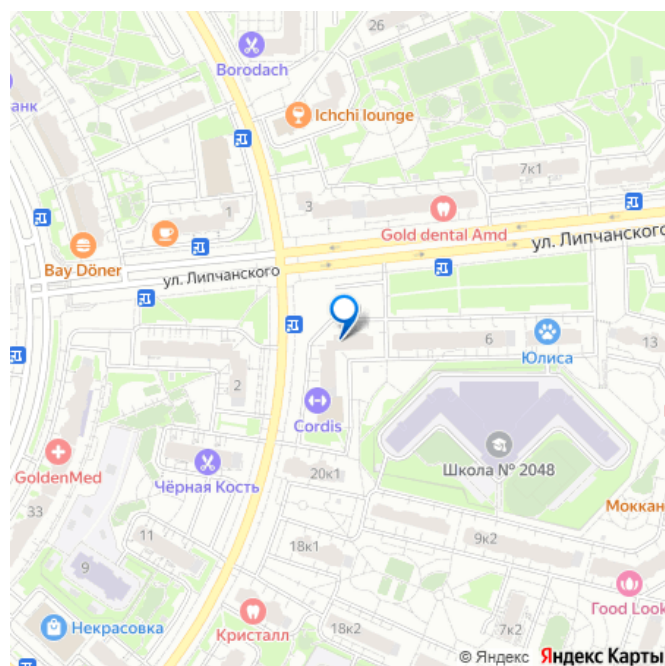 26
Borodach
Ichchi lounge
анк
7к1
3
1
Gold dental Amd
ул. Липчанского
Bay Döner
ул. Липчанского
6
Юлиса
13
2
Cordis
Школа № 2048
GoldenMed
Чёрная Кость
20к1
Моккано
33
11
9к2
18к1
9
Food Look
Некрасовка
Кристалл
18к2
7к2
© Яндекс Яндекс Карты